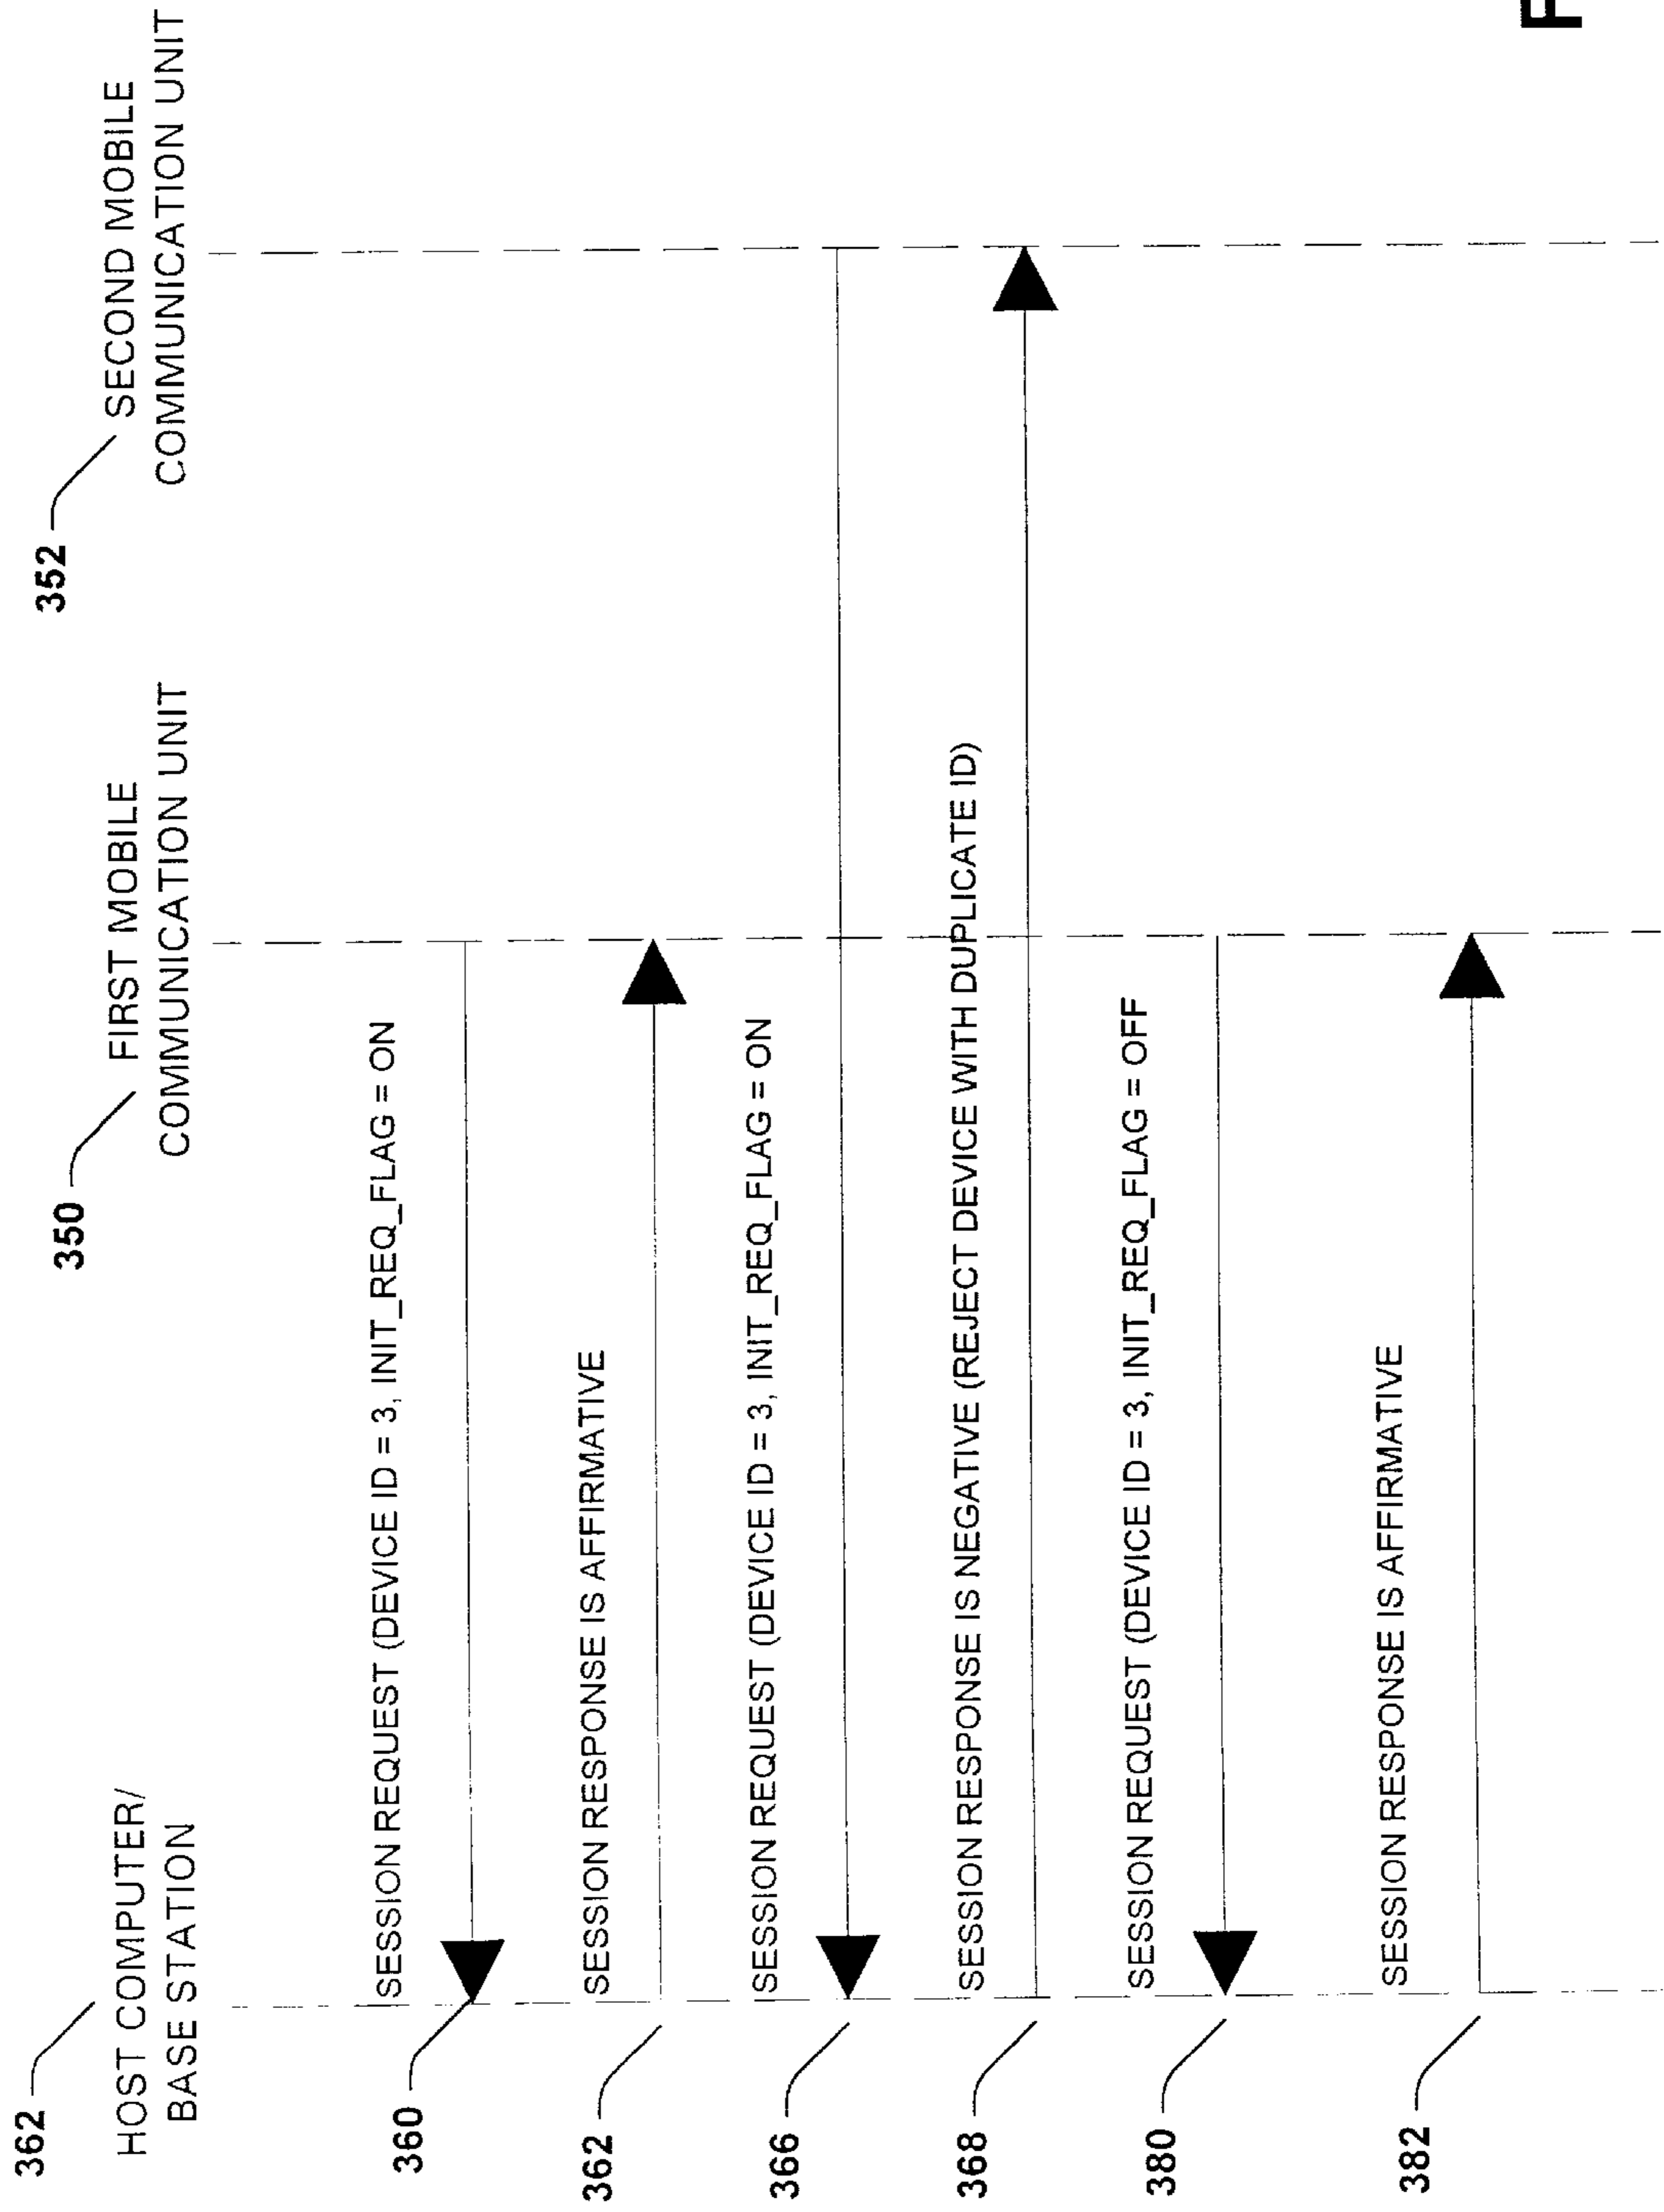 362
HOST COMPUTER/
BASE STATION
350
FIRST MOBILE
COMMUNICATION UNIT
352
SECOND MOBILE
COMMUNICATION UNIT
360
SESSION REQUEST (DEVICE ID = 3, INIT_REQ_FLAG = ON
362
SESSION RESPONSE IS AFFIRMATIVE
366
SESSION REQUEST (DEVICE ID = 3, INIT_REQ_FLAG = ON
368
SESSION RESPONSE IS NEGATIVE (REJECT DEVICE WITH DUPLICATE ID)
380
SESSION REQUEST (DEVICE ID = 3, INIT_REQ_FLAG = OFF
382
SESSION RESPONSE IS AFFIRMATIVE